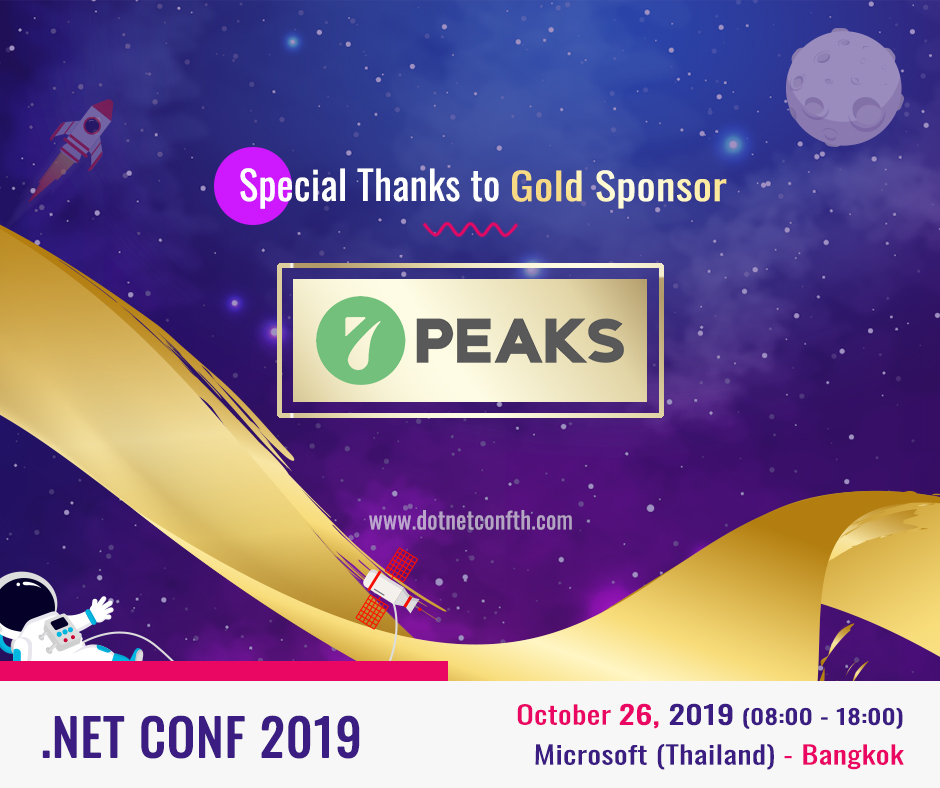 Special Thanks to Gold Sponsor
7 PEAKS
www.dotnetconfth.com
.NET CONF 2019
October 26, 2019 (08:00 - 18:00)
Microsoft (Thailand) - Bangkok